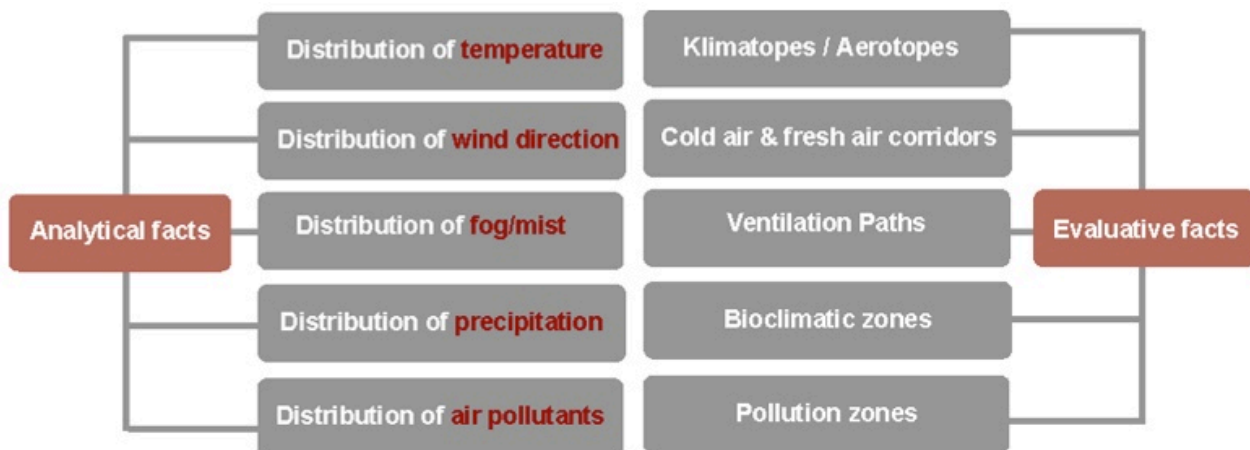 Distribution of temperature
Klimatopes / Aerotopes
Distribution of wind direction
Cold air & fresh air corridors
Analytical facts
Distribution of fog/mist
Ventilation Paths
Evaluative facts
Distribution of precipitation
Bioclimatic zones
Distribution of air pollutants
Pollution zones